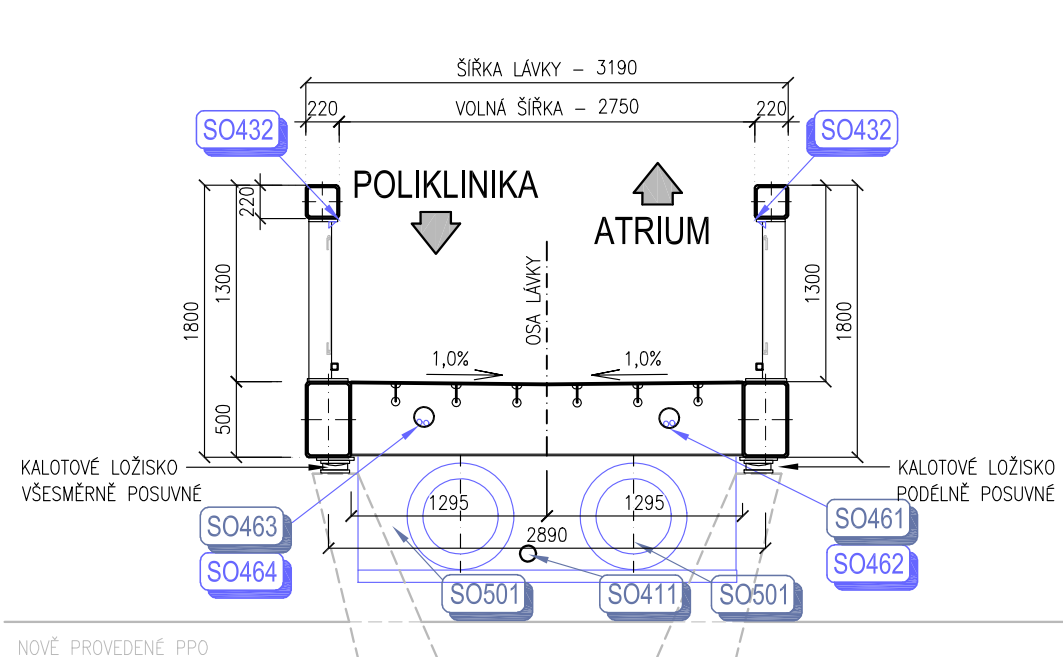 ŠÍŘKA LÁVKY – 3190
220
VOLNÁ ŠÍŘKA – 2750
220
SO432
SO432
POLIKLINIKA
ATRIUM
220
1300
1800
500
OSA LÁVKY
1300
1800
1,0%
1,0%
KALOTOVÉ LOŽISKO
VŠESMĚRNĚ POSUVNÉ
KALOTOVÉ LOŽISKO
PODÉLNĚ POSUVNÉ
1295
1295
2890
SO463
SO464
SO461
SO462
SO501
SO411
SO501
NOVĚ PROVEDENÉ PPO